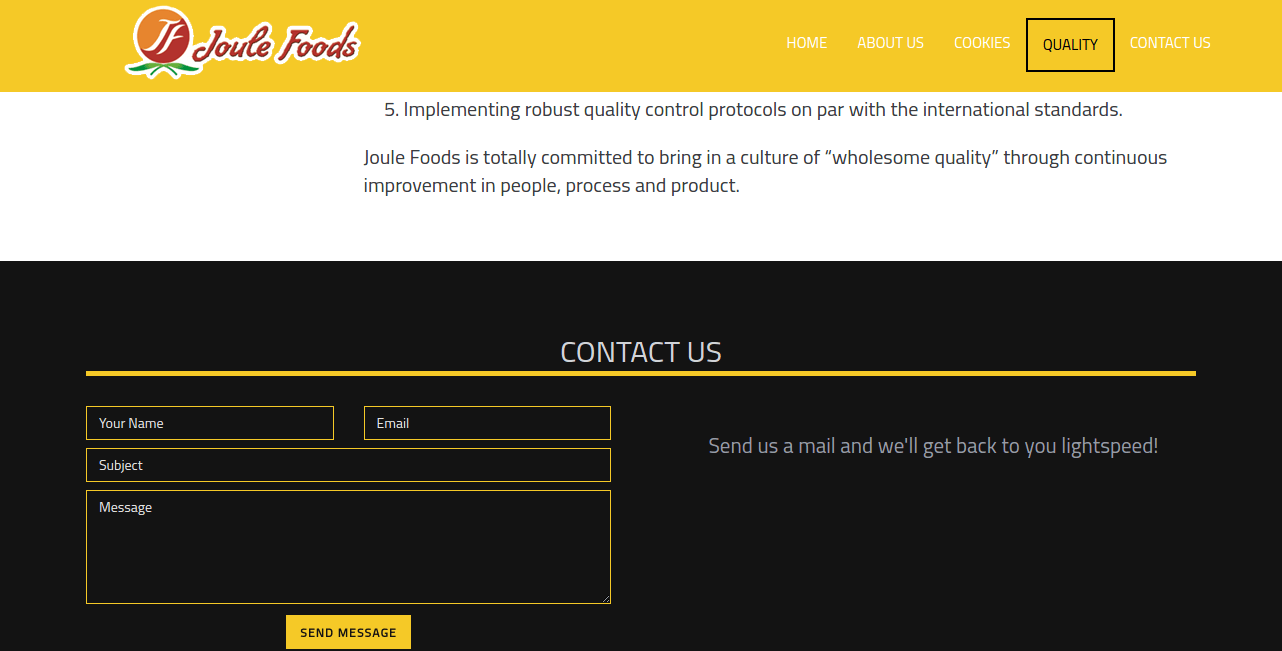 JF Joule Foods
HOME ABOUT US COOKIES QUALITY CONTACT US
5. Implementing robust quality control protocols on par with the international standards.
Joule Foods is totally committed to bring in a culture of “wholesome quality” through continuous
improvement in people, process and product.
CONTACT US
Your Name Email
Subject
Message
Send us a mail and we'll get back to you lightspeed!
SEND MESSAGE